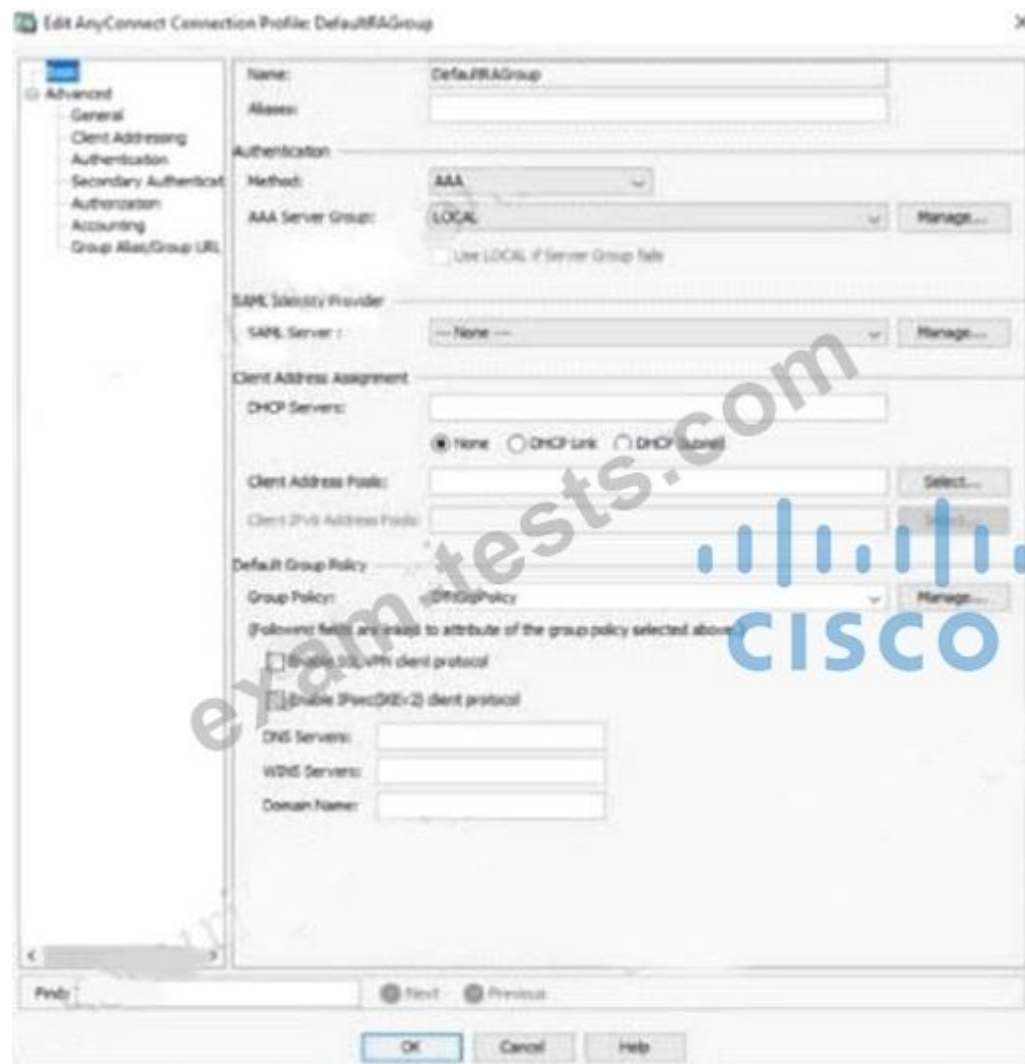 Edit AnyConnect Connection Profile: DefaultRAGroup
Basic
Advanced
General
Client Addressing
Authentication
Secondary Authenticat
Authorization
Accounting
Group Alias/Group URL
Name: DefaultRAGroup
Aliases:
Authentication
Method: AAA
AAA Server Group: LOCAL Manage...
Use LOCAL if Server Group fails
SAML Identity Provider
SAML Server : --- None --- Manage...
Client Address Assignment
DHCP Servers:
None DHCP Link DHCP Subnet
Client Address Pools: Select...
Client IPv6 Address Pools: Select...
Default Group Policy
Group Policy: DfltGrpPolicy Manage...
(Following fields are linked to attribute of the group policy selected above.)
Enable SSL VPN client protocol
Enable IPsec(IKEv2) client protocol
DNS Servers:
WINS Servers:
Domain Name:
Find: Next Previous
OK Cancel Help
exam-tests.com
CISCO